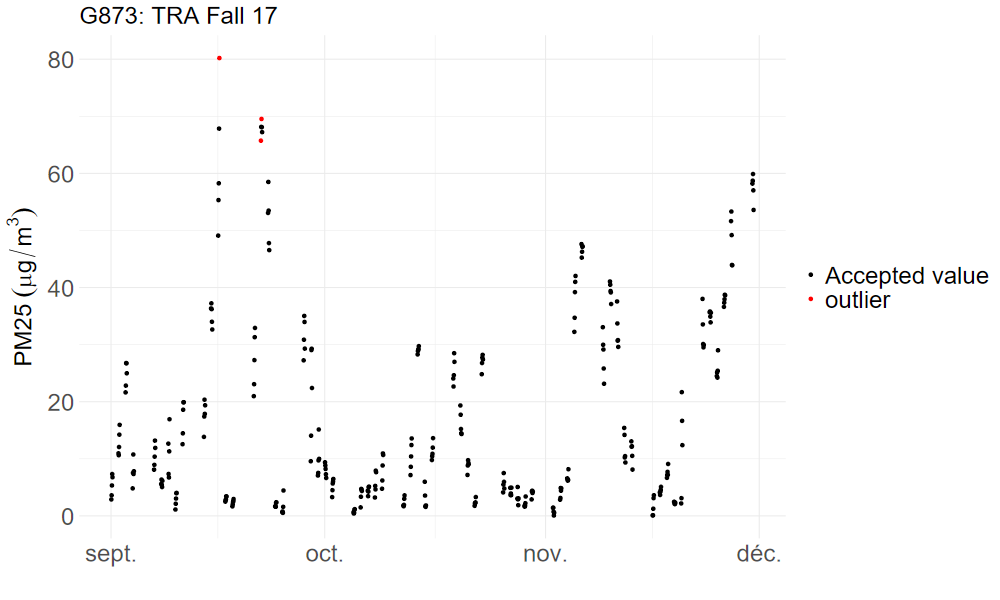 G873: TRA Fall 17
PM25 (μg/m³)
80
60
40
20
0
sept.
oct.
nov.
déc.
Accepted value
outlier